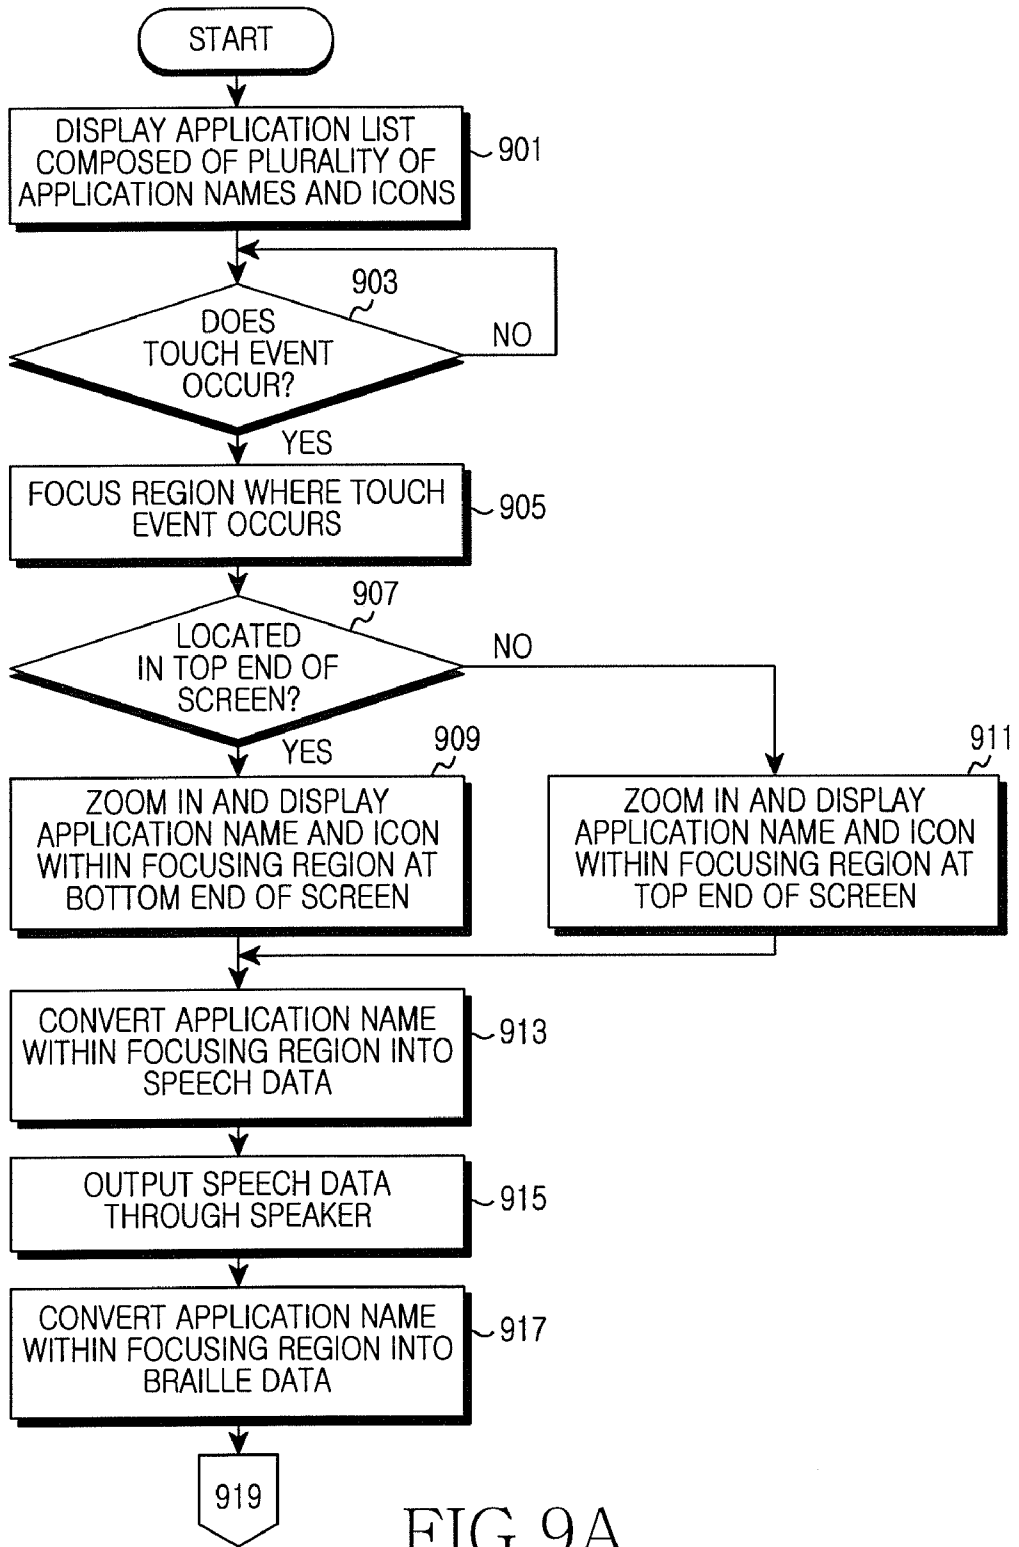 START
DISPLAY APPLICATION LIST
COMPOSED OF PLURALITY OF
APPLICATION NAMES AND ICONS
901
903
DOES
TOUCH EVENT
OCCUR?
NO
YES
FOCUS REGION WHERE TOUCH
EVENT OCCURS
905
907
LOCATED
IN TOP END OF
SCREEN?
NO
YES
909
ZOOM IN AND DISPLAY
APPLICATION NAME AND ICON
WITHIN FOCUSING REGION AT
BOTTOM END OF SCREEN
911
ZOOM IN AND DISPLAY
APPLICATION NAME AND ICON
WITHIN FOCUSING REGION AT
TOP END OF SCREEN
CONVERT APPLICATION NAME
WITHIN FOCUSING REGION INTO
SPEECH DATA
913
OUTPUT SPEECH DATA
THROUGH SPEAKER
915
CONVERT APPLICATION NAME
WITHIN FOCUSING REGION INTO
BRAILLE DATA
917
919
FIG.9A